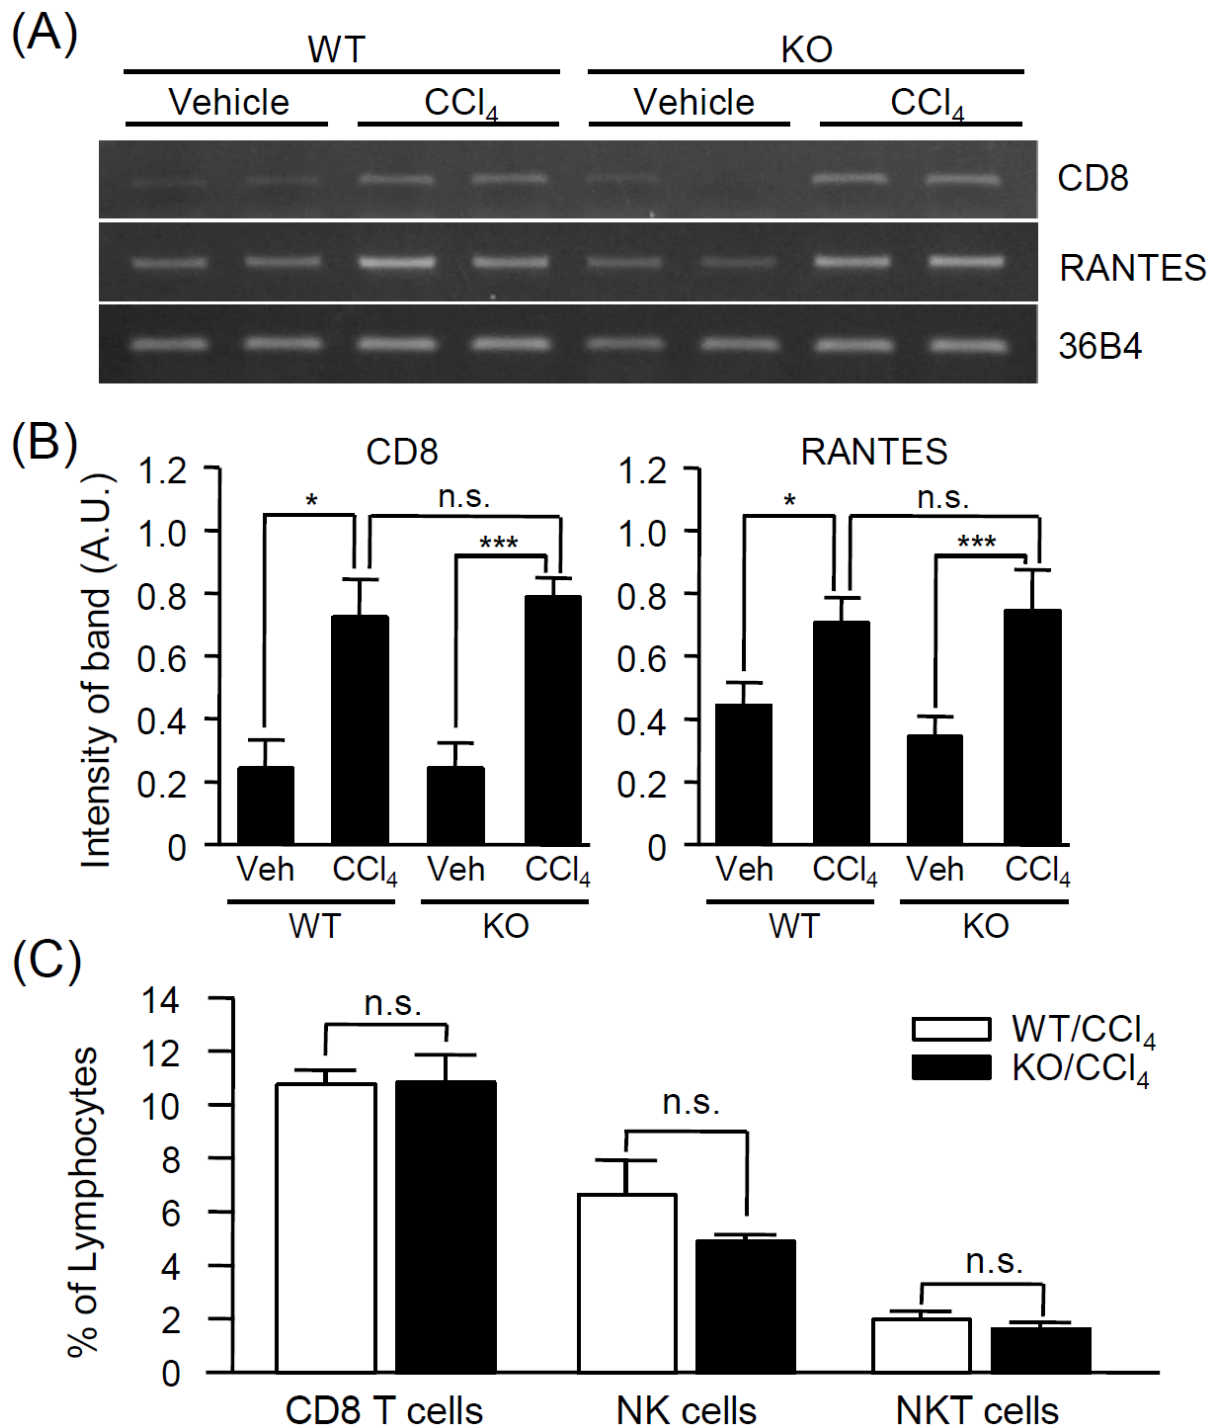 (A)
WT KO
Vehicle CCl₄ Vehicle CCl₄
CD8
RANTES
36B4
(B)
CD8 RANTES
Intensity of band (A.U.)
1.2 1.2
* n.s. * n.s.
1.0 1.0
*** ***
0.8 0.8
0.6 0.6
0.4 0.4
0.2 0.2
0 0
Veh CCl₄ Veh CCl₄ Veh CCl₄ Veh CCl₄
WT KO WT KO
(C)
% of Lymphocytes
14
n.s. WT/CCl₄
12
KO/CCl₄
10
n.s.
8
6
4
n.s.
2
0
CD8 T cells NK cells NKT cells